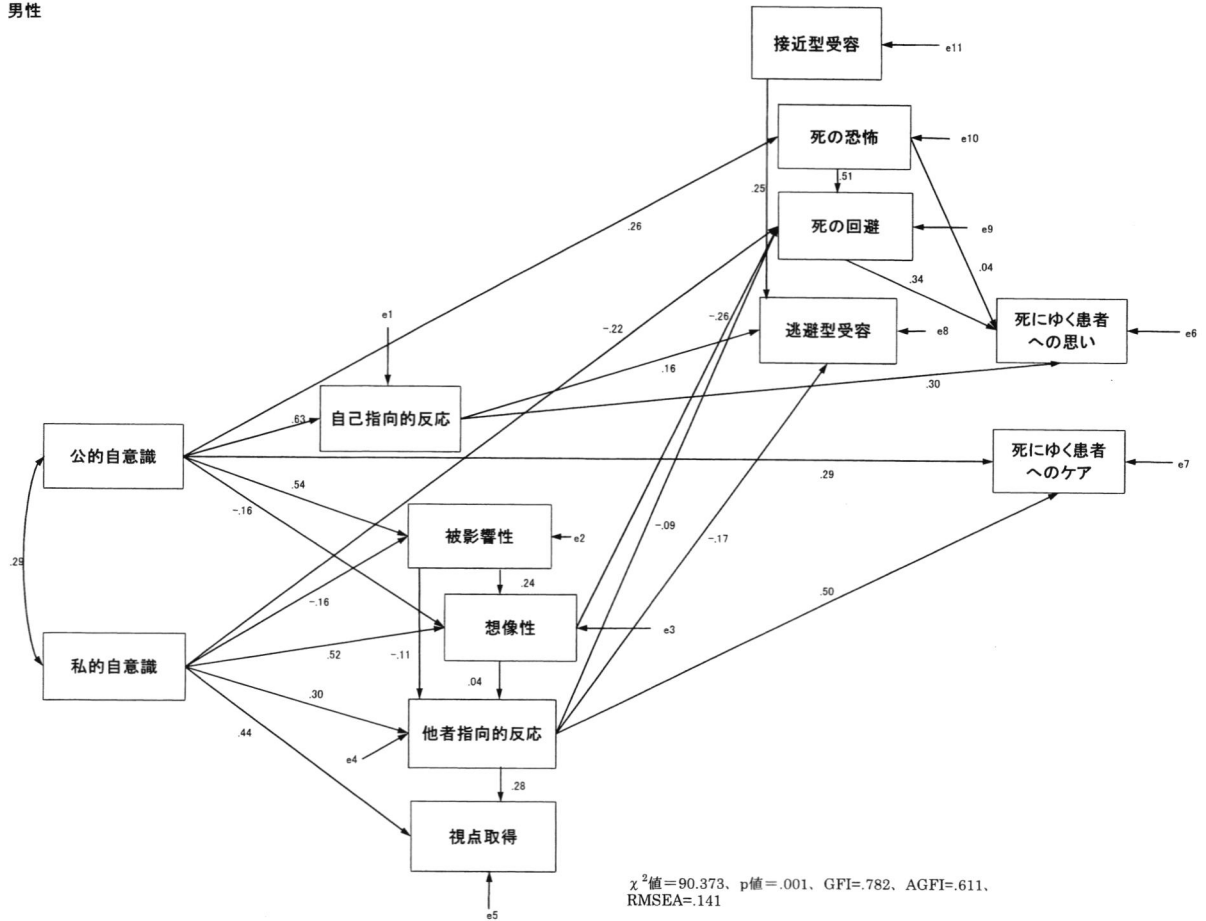 男性
接近型受容
e11
死の恐怖
e10
.51
.25
死の回避
e9
.26
.34
.04
e1
-.22
-.26
逃避型受容
e8
死にゆく患者
への思い
e6
.16
.30
.63
自己指向的反応
公的自意識
死にゆく患者
へのケア
e7
.29
.54
-.16
被影響性
e2
-.09
-.17
.29
.24
.50
-.16
想像性
e3
私的自意識
.52
-.11
.04
.30
.44
他者指向的反応
e4
.28
視点取得
e5
χ²値＝90.373、p値＝.001、GFI=.782、AGFI=.611、
RMSEA=.141